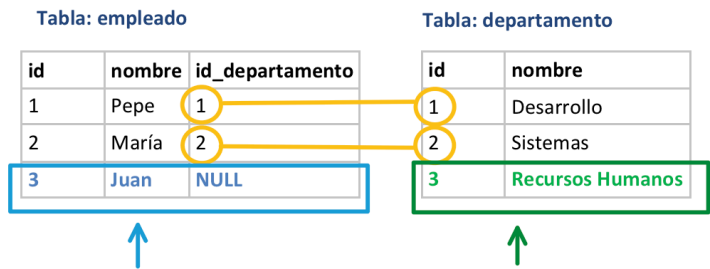 Tabla: empleado
id nombre id_departamento
1 Pepe 1
2 María 2
3 Juan NULL
Tabla: departamento
id nombre
1 Desarrollo
2 Sistemas
3 Recursos Humanos